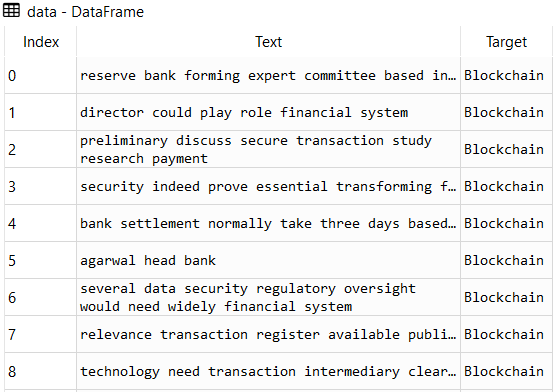 data - DataFrame
Index Text Target
0 reserve bank forming expert committee based in… Blockchain
1 director could play role financial system Blockchain
2 preliminary discuss secure transaction study research payment Blockchain
3 security indeed prove essential transforming f… Blockchain
4 bank settlement normally take three days based… Blockchain
5 agarwal head bank Blockchain
6 several data security regulatory oversight would need widely financial system Blockchain
7 relevance transaction register available publi… Blockchain
8 technology need transaction intermediary clear… Blockchain